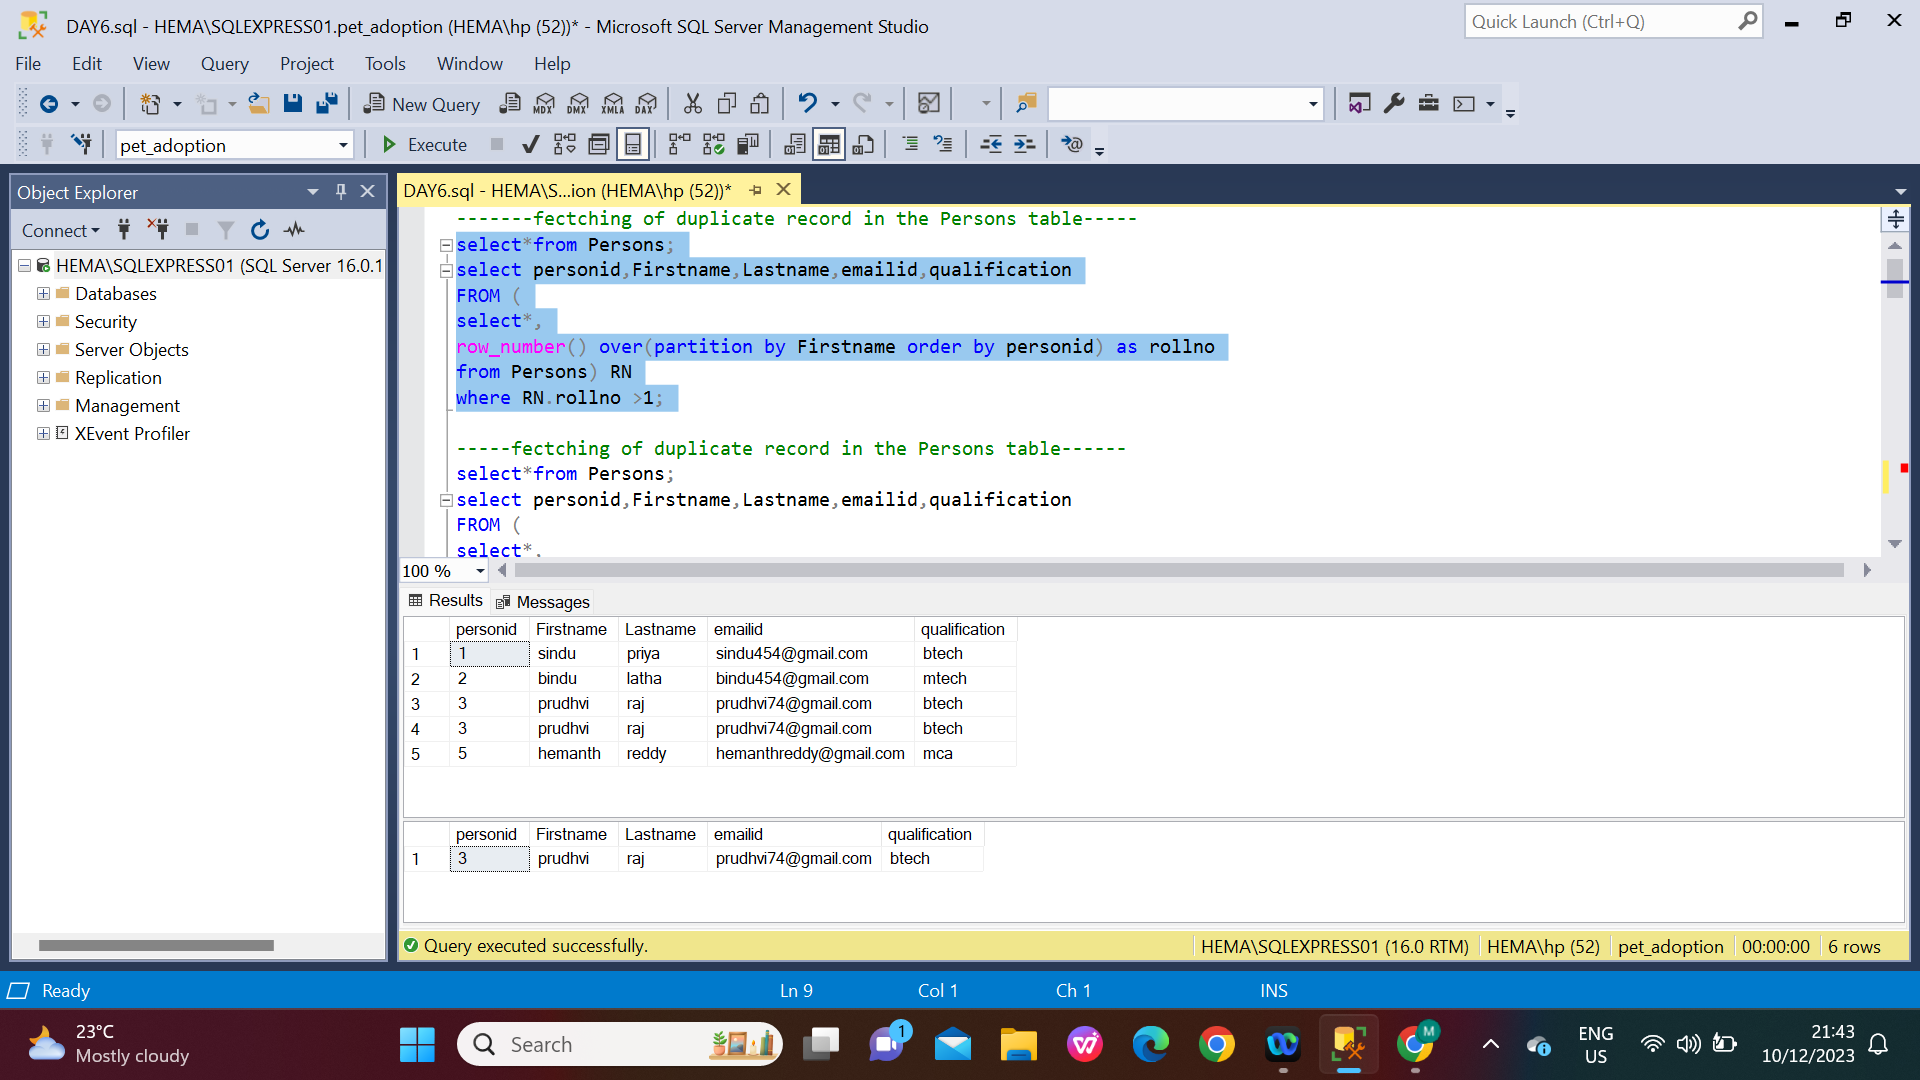 DAY6.sql - HEMA\SQLEXPRESS01.pet_adoption (HEMA\hp (52))* - Microsoft SQL Server Management Studio
Quick Launch (Ctrl+Q)
File Edit View Query Project Tools Window Help
New Query MDX DMX XMLA DAX
pet_adoption Execute
Object Explorer
Connect
HEMA\SQLEXPRESS01 (SQL Server 16.0.1
Databases
Security
Server Objects
Replication
Management
XEvent Profiler
DAY6.sql - HEMA\S...ion (HEMA\hp (52))*
-------fectching of duplicate record in the Persons table-----
select*from Persons;
select personid,Firstname,Lastname,emailid,qualification
FROM (
select*,
row_number() over(partition by Firstname order by personid) as rollno
from Persons) RN
where RN.rollno >1;
-----fectching of duplicate record in the Persons table------
select*from Persons;
select personid,Firstname,Lastname,emailid,qualification
FROM (
select*,
100 %
Results Messages
personid Firstname Lastname emailid qualification
1 1 sindu priya sindu454@gmail.com btech
2 2 bindu latha bindu454@gmail.com mtech
3 3 prudhvi raj prudhvi74@gmail.com btech
4 3 prudhvi raj prudhvi74@gmail.com btech
5 5 hemanth reddy hemanthreddy@gmail.com mca
personid Firstname Lastname emailid qualification
1 3 prudhvi raj prudhvi74@gmail.com btech
Query executed successfully. HEMA\SQLEXPRESS01 (16.0 RTM) HEMA\hp (52) pet_adoption 00:00:00 6 rows
Ready Ln 9 Col 1 Ch 1 INS
23°C
Mostly cloudy
Search
1
M
ENG
US
21:43
10/12/2023